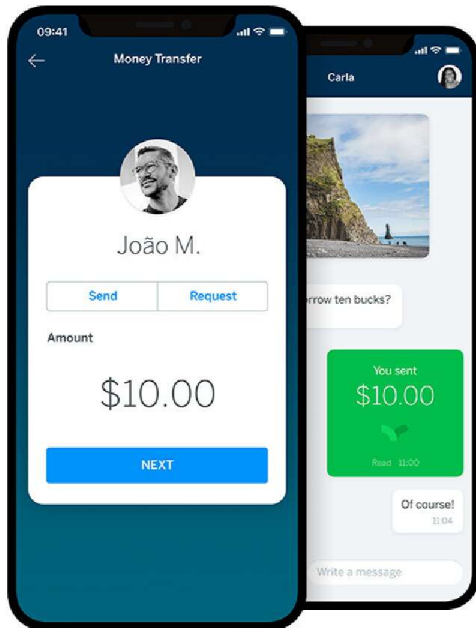 09:41
Money Transfer
João M.
Send
Request
Amount
$10.00
NEXT
Carla
rrow ten bucks?
You sent
$10.00
Read 11:00
Of course!
11:04
Write a message